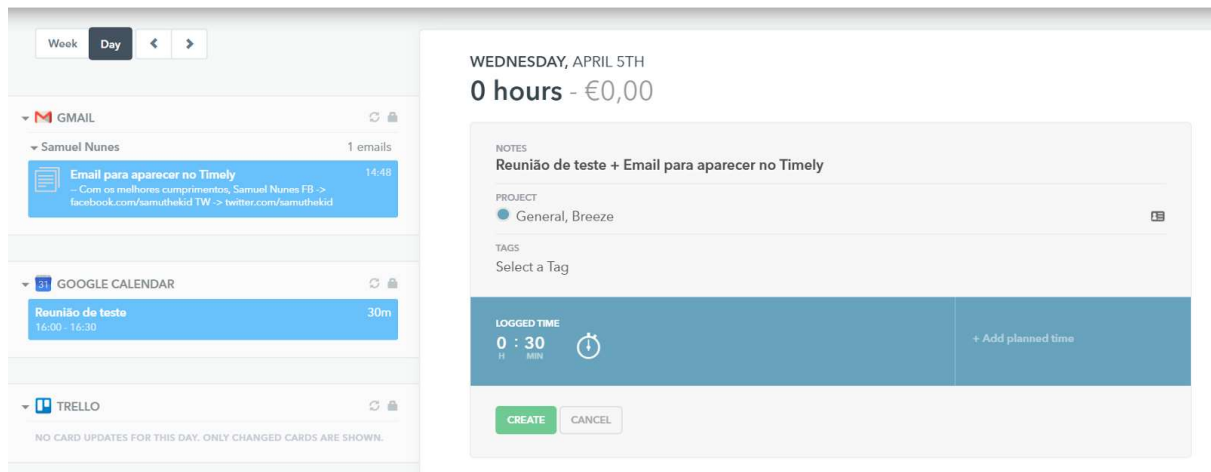 Week Day
GMAIL
Samuel Nunes 1 emails
Email para aparecer no Timely 14:48
-- Com os melhores cumprimentos, Samuel Nunes FB ->
facebook.com/samuthekid TW -> twitter.com/samuthekid
31 GOOGLE CALENDAR
Reunião de teste 30m
16:00 - 16:30
TRELLO
NO CARD UPDATES FOR THIS DAY. ONLY CHANGED CARDS ARE SHOWN.
WEDNESDAY, APRIL 5TH
0 hours - €0,00
NOTES
Reunião de teste + Email para aparecer no Timely
PROJECT
General, Breeze
TAGS
Select a Tag
LOGGED TIME
0 : 30
H MIN
+ Add planned time
CREATE CANCEL